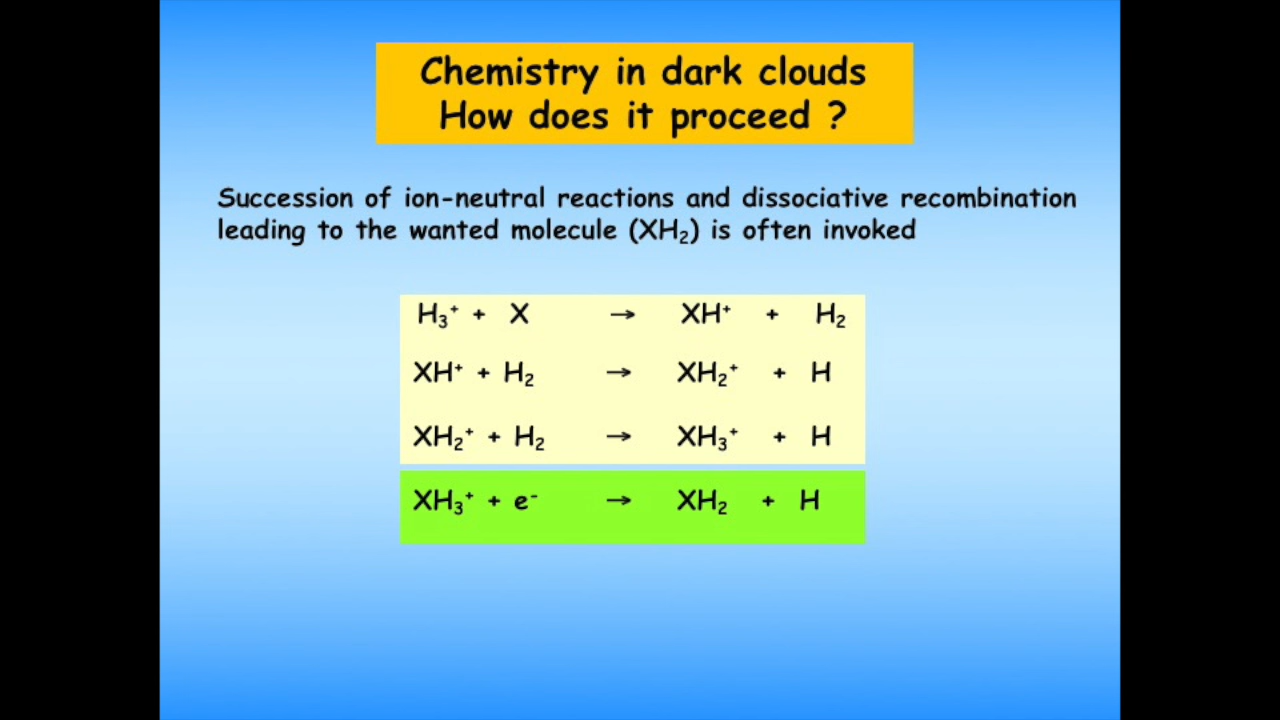 Chemistry in dark clouds
How does it proceed ?
Succession of ion-neutral reactions and dissociative recombination
leading to the wanted molecule (XH₂) is often invoked
H₃⁺ + X → XH⁺ + H₂
XH⁺ + H₂ → XH₂⁺ + H
XH₂⁺ + H₂ → XH₃⁺ + H
XH₃⁺ + e⁻ → XH₂ + H